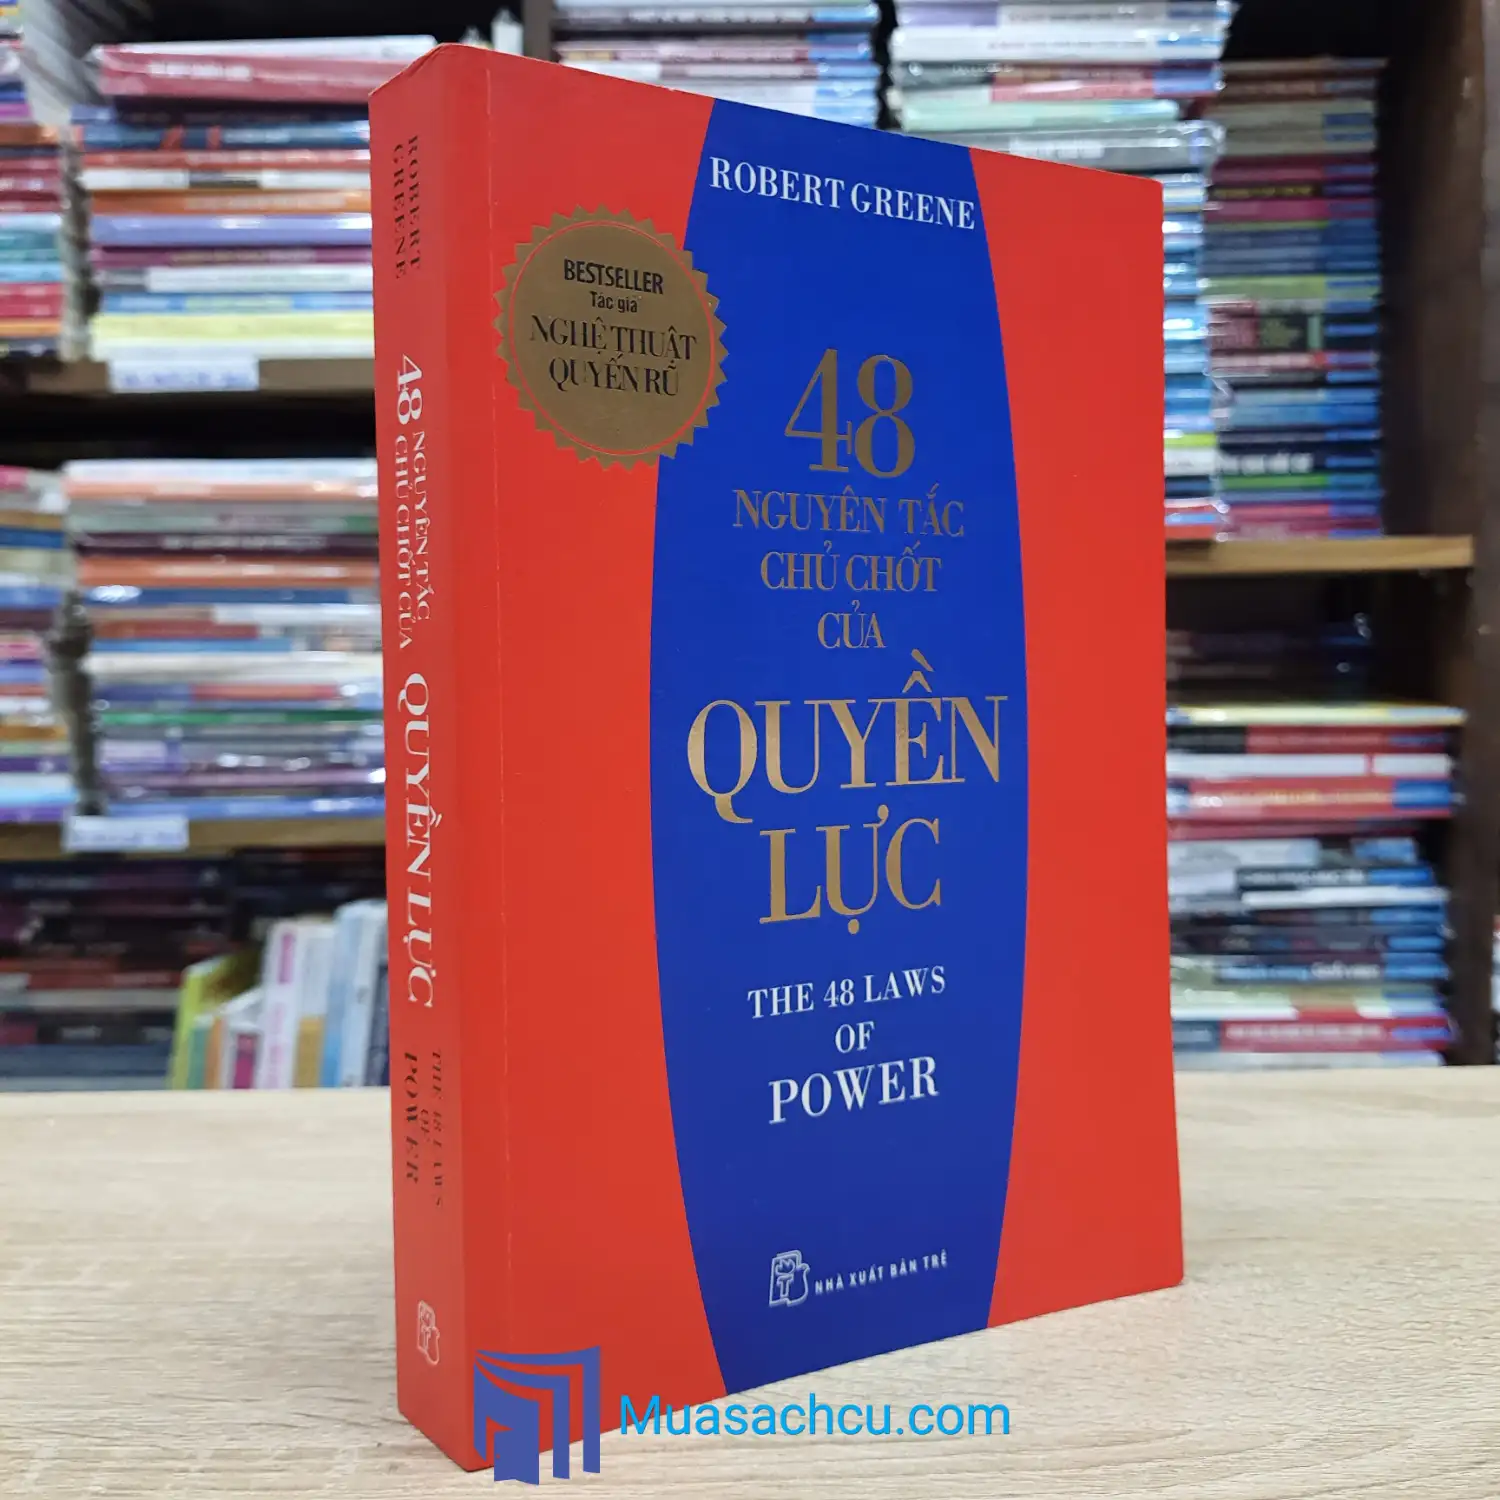 ROBERT GREENE
BESTSELLER
Tác giả
NGHỆ THUẬT
QUYẾN RŨ
48
NGUYÊN TẮC
CHỦ CHỐT
CỦA
QUYỀN
LỰC
THE 48 LAWS
OF
POWER
NHÀ XUẤT BẢN TRẺ
ROBERT
GREENE
48 NGUYÊN TẮC
CHỦ CHỐT CỦA
QUYỀN LỰC
THE 48 LAWS
OF
POWER
Muasachcu.com